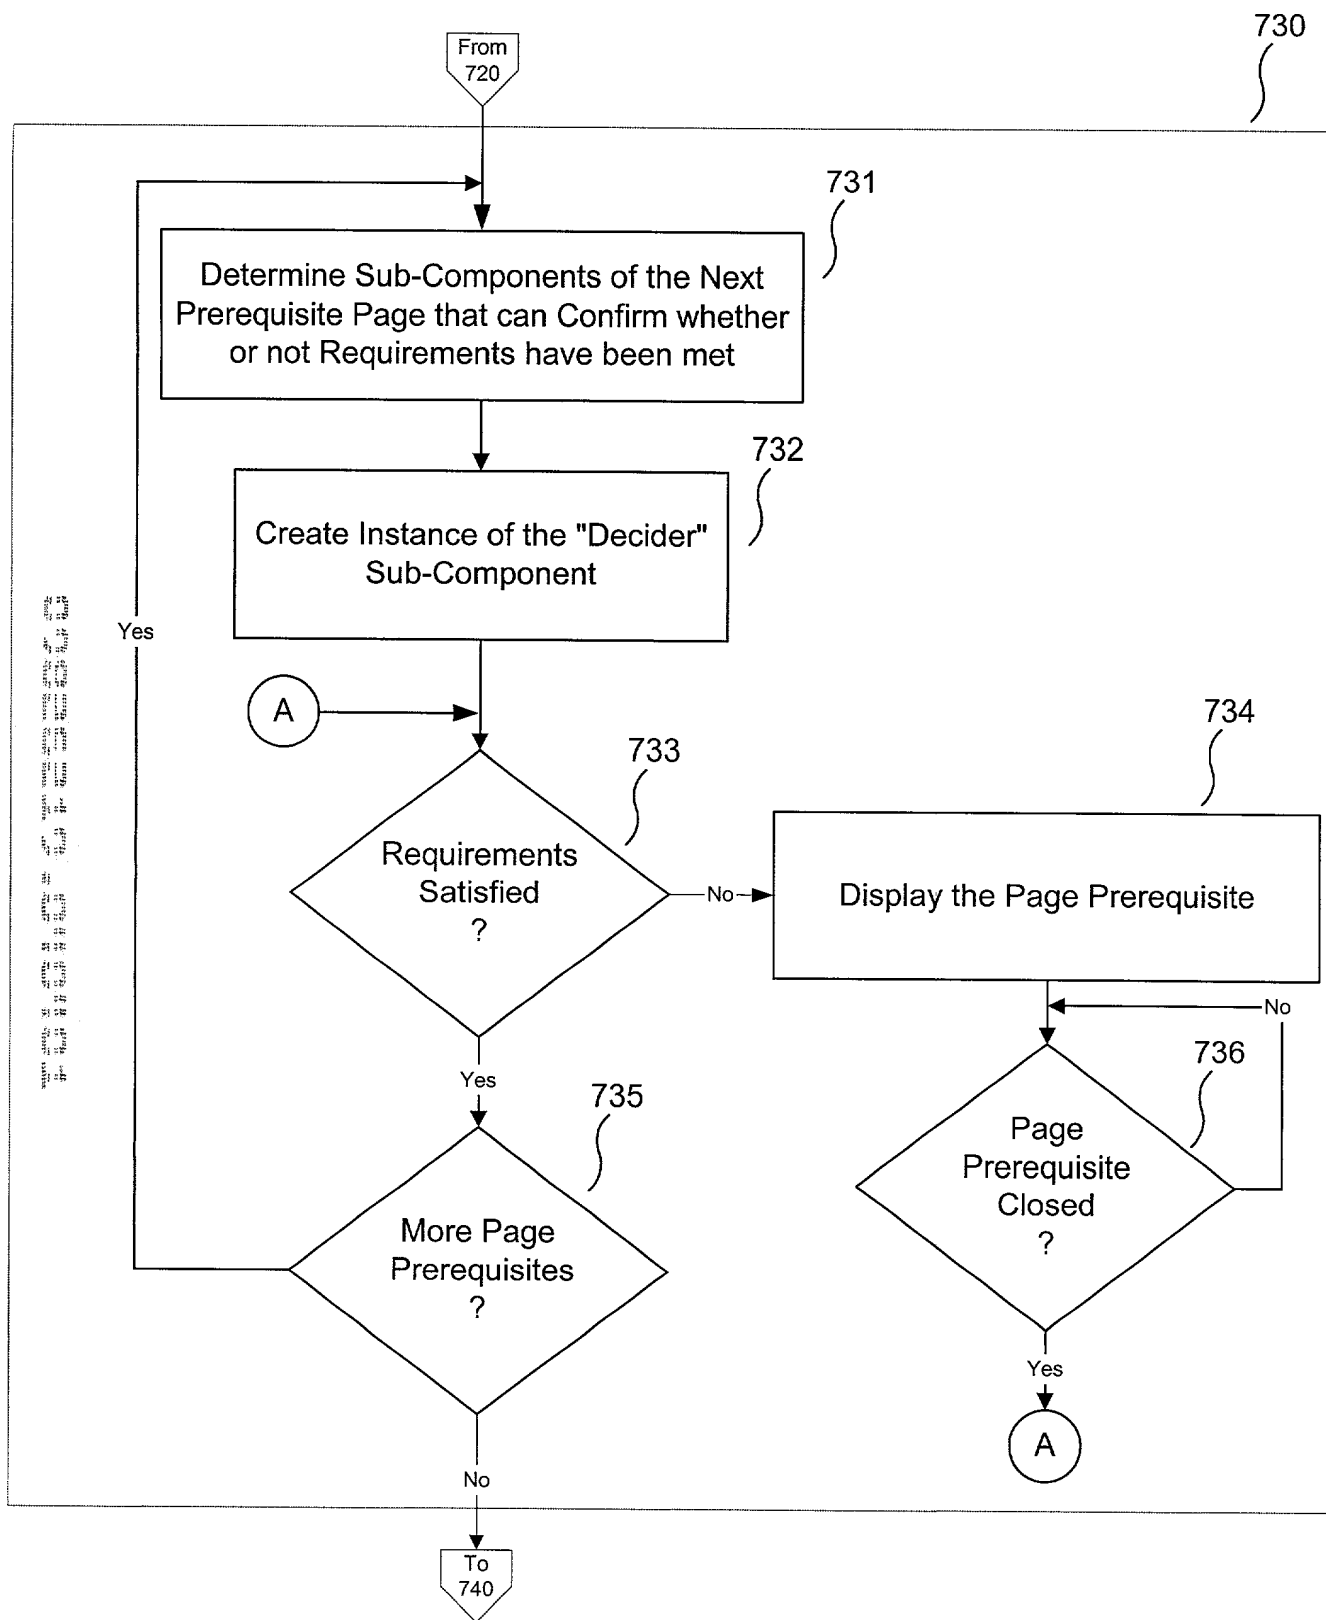 730
From
720
731
Determine Sub-Components of the Next
Prerequisite Page that can Confirm whether
or not Requirements have been met
732
Create Instance of the "Decider"
Sub-Component
Yes
A
733
Requirements
Satisfied
?
No
734
Display the Page Prerequisite
No
Yes
735
More Page
Prerequisites
?
736
Page
Prerequisite
Closed
?
Yes
A
No
To
740